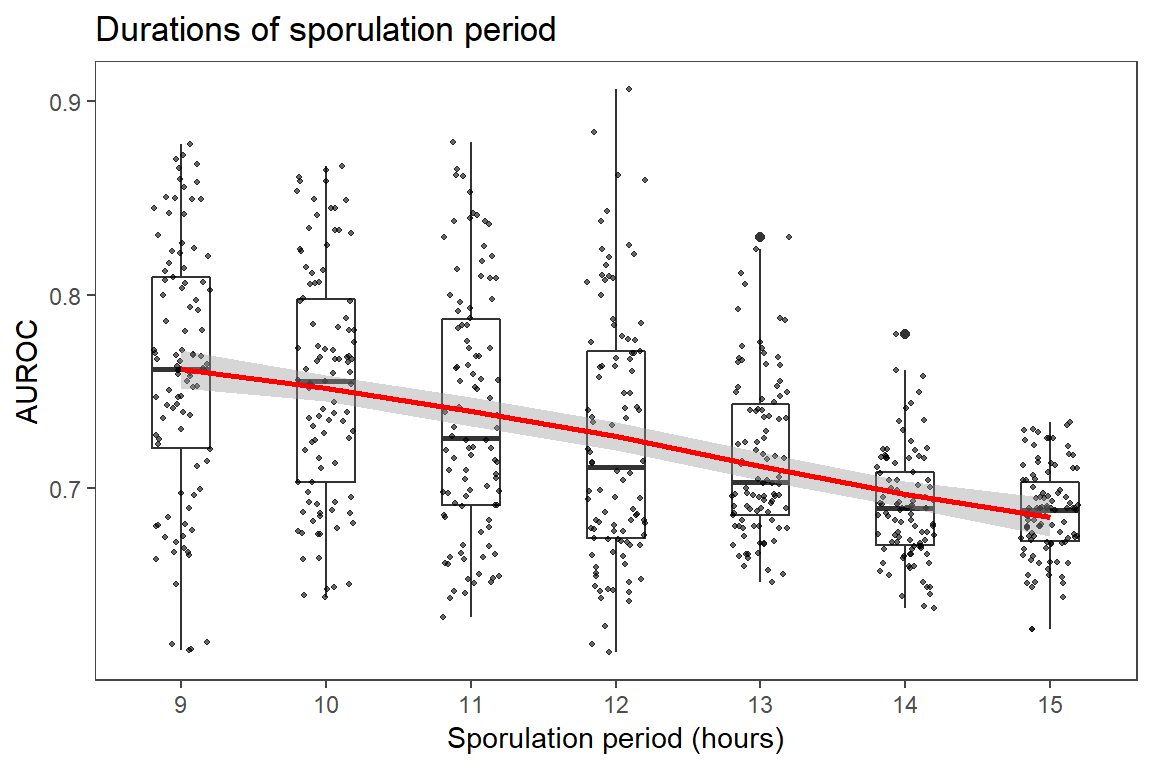 Durations of sporulation period
AUROC
0.9
0.8
0.7
9 10 11 12 13 14 15
Sporulation period (hours)